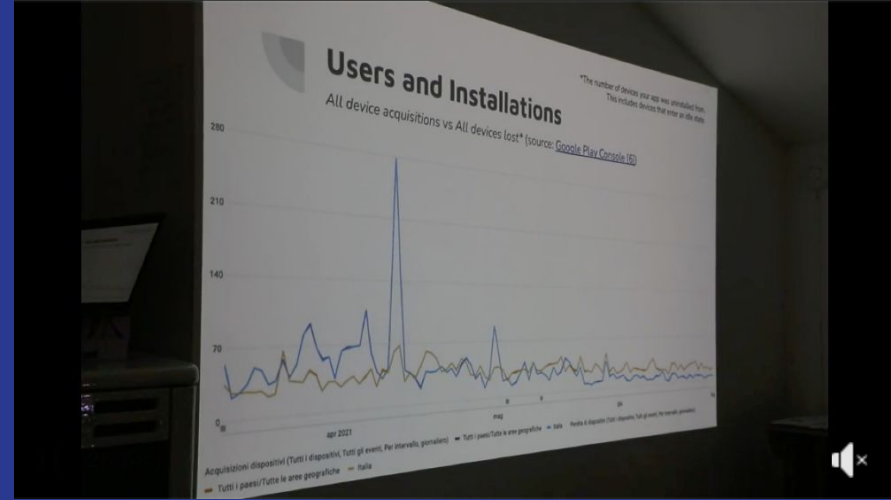 Users and Installations
*The number of devices your app was uninstalled from.
This includes devices that enter an idle state
All device acquisitions vs All devices lost* (source: Google Play Console [6])
280
210
140
70
0
apr 2021
mag
Acquisizioni dispositivi (Tutti i dispositivi, Tutti gli eventi, Per intervallo, giornaliero) Tutti i paesi/Tutte le aree geografiche Italia Perdite di dispositivi (Tutti i dispositivi, Tutti gli eventi, Per intervallo, giornaliero)
Tutti i paesi/Tutte le aree geografiche Italia